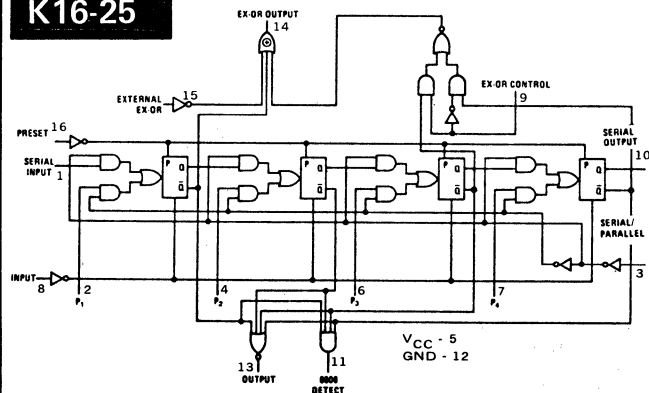 K16-25
EX-OR OUTPUT
14
EXTERNAL
EX-OR
15
EX-OR CONTROL
9
PRESET 16
SERIAL
INPUT
1
SERIAL
OUTPUT
10
P Q
Q̅
P Q
Q̅
P Q
Q̅
P Q
Q̅
SERIAL/
PARALLEL
3
INPUT
8
2
P1
4
P2
6
P3
7
P4
13
OUTPUT
11
0000
DETECT
VCC - 5
GND - 12